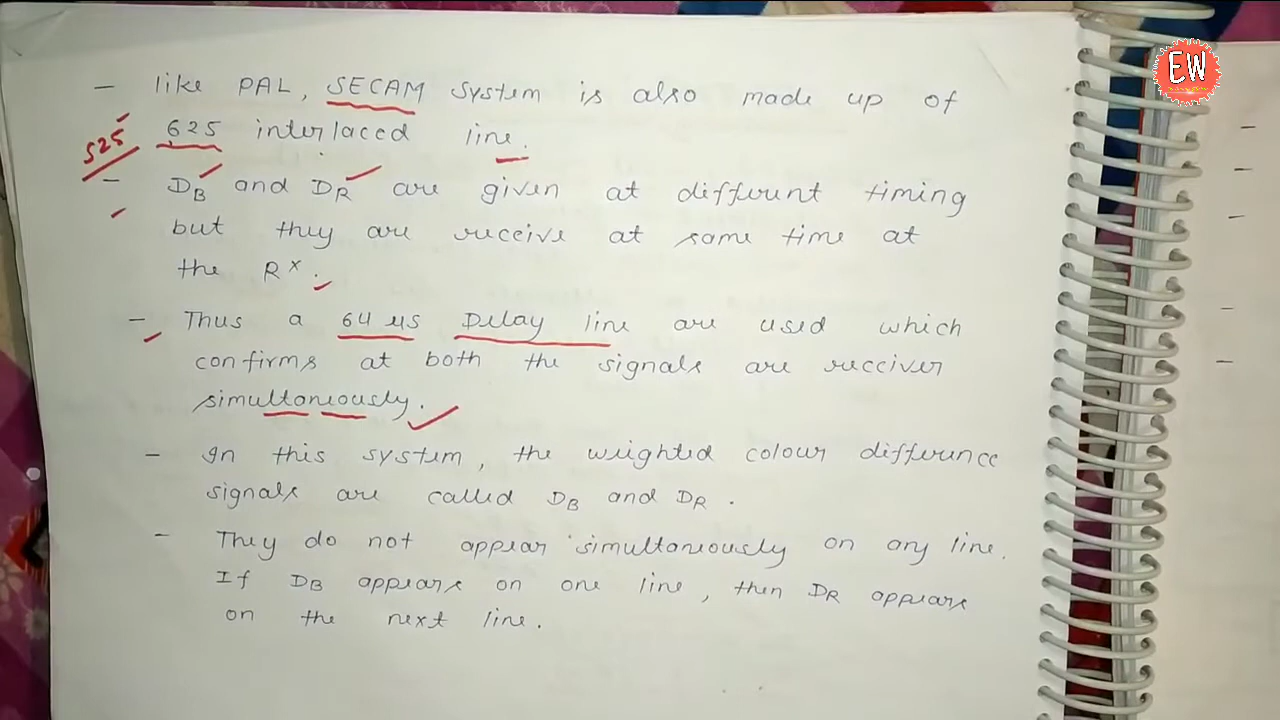 - like PAL, SECAM system is also made up of
525 625 interlaced line.
- DB and DR are given at different timing
but they are receive at same time at
the Rx.
- Thus a 64 µs Delay line are used which
confirms at both the signals are receiver
simultoniously.
- In this system, the weighted colour difference
signals are called DB and DR.
- They do not appear simultaneously on any line.
If DB appears on one line, then DR appears
on the next line.
EW